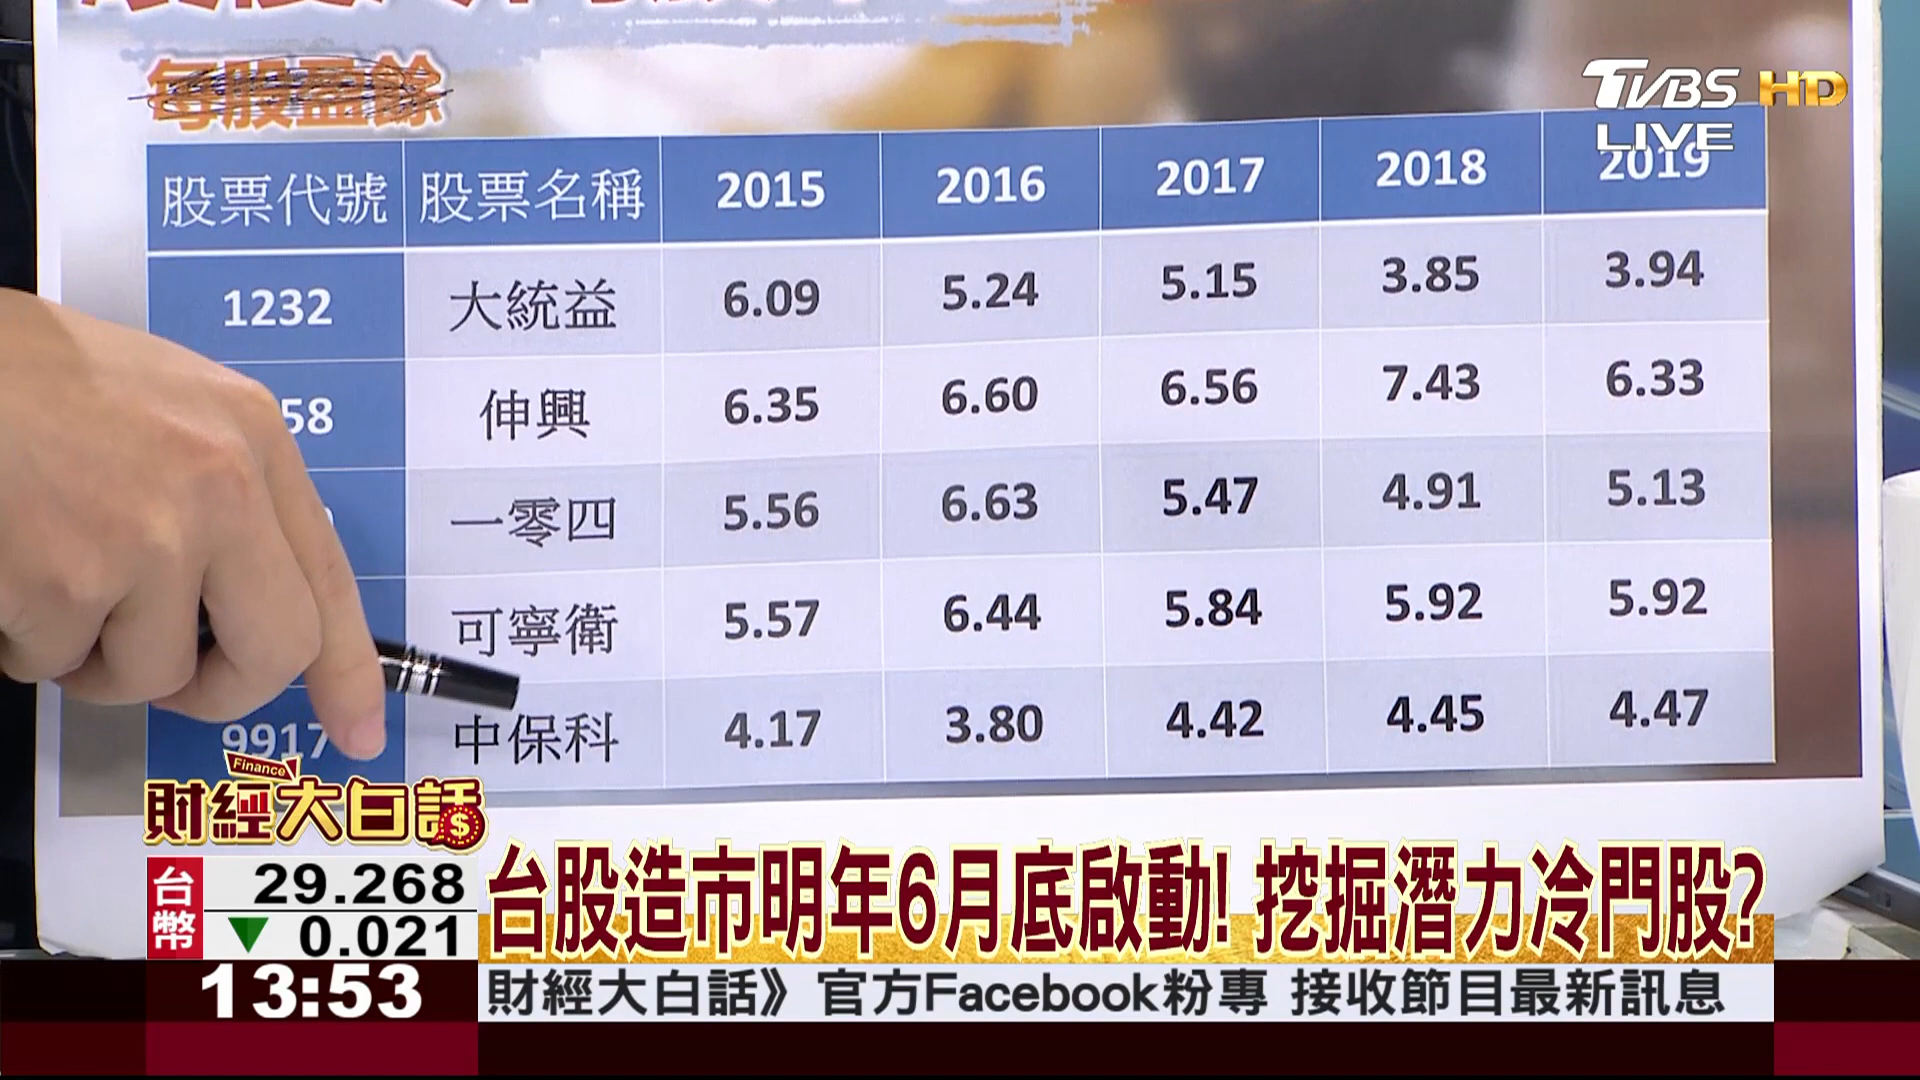 每股盈餘
TVBS HD
LIVE
股票代號 股票名稱 2015 2016 2017 2018 2019
1232 大統益 6.09 5.24 5.15 3.85 3.94
58 伸興 6.35 6.60 6.56 7.43 6.33
一零四 5.56 6.63 5.47 4.91 5.13
可寧衛 5.57 6.44 5.84 5.92 5.92
9917 中保科 4.17 3.80 4.42 4.45 4.47
Finance
財經大白話
台幣 29.268
▼ 0.021
台股造市明年6月底啟動! 挖掘潛力冷門股?
13:53 財經大白話》官方Facebook粉專 接收節目最新訊息